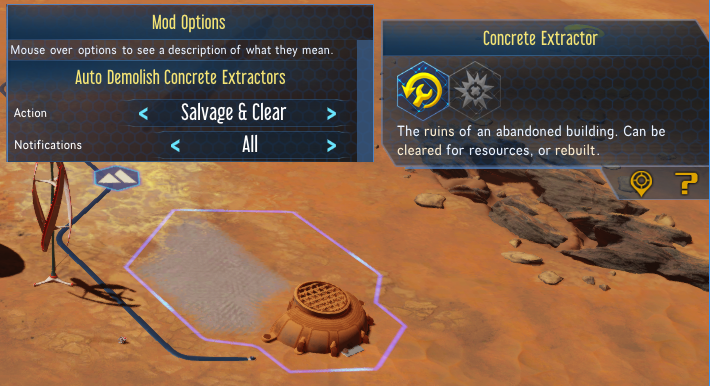 Mod Options
Mouse over options to see a description of what they mean.
Auto Demolish Concrete Extractors
Action
< Salvage & Clear >
Notifications
< All >
Concrete Extractor
The ruins of an abandoned building. Can be
cleared for resources, or rebuilt.